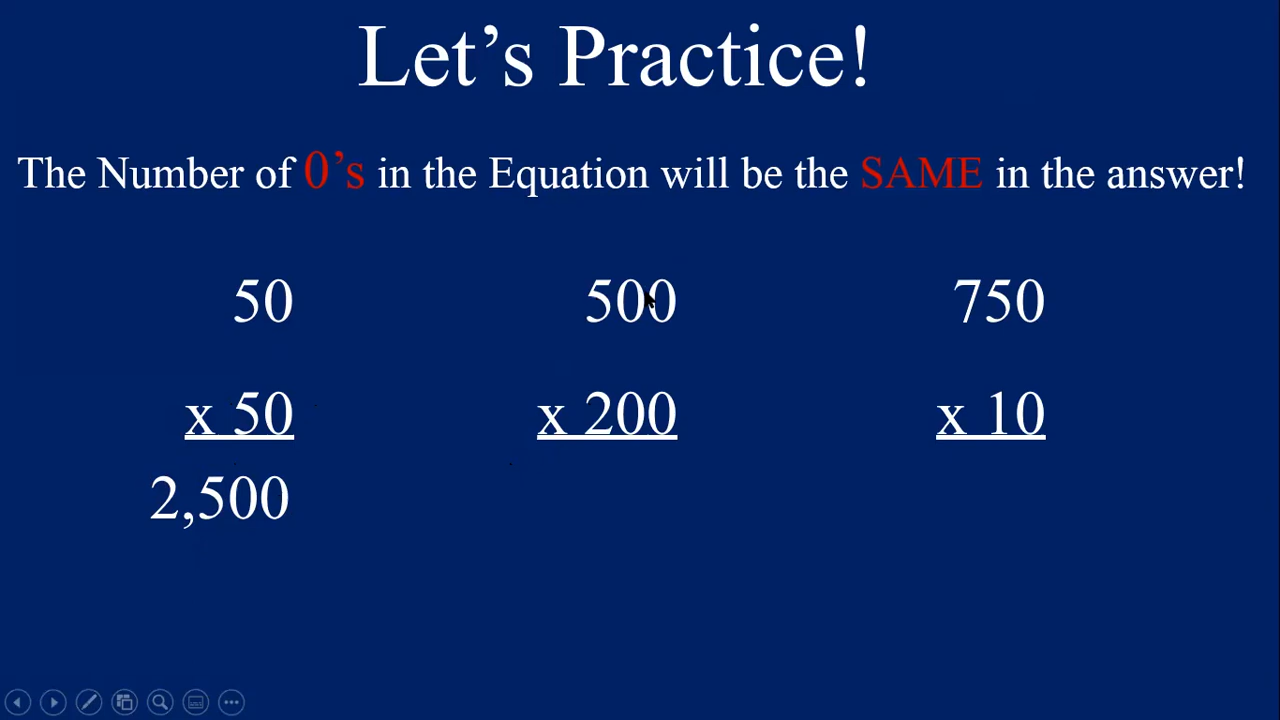 Let’s Practice!
The Number of 0’s in the Equation will be the SAME in the answer!
50
x 50
2,500
500
x 200
750
x 10